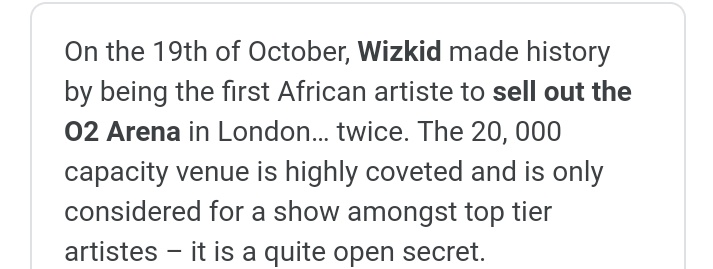 On the 19th of October, Wizkid made history
by being the first African artiste to sell out the
O2 Arena in London... twice. The 20, 000
capacity venue is highly coveted and is only
considered for a show amongst top tier
artistes – it is a quite open secret.